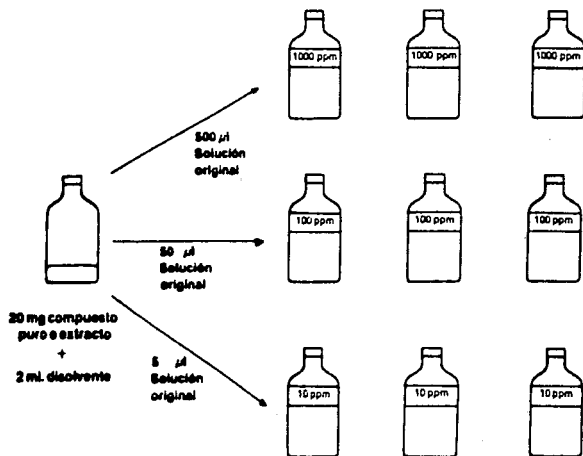 1000 ppm 1000 ppm 1000 ppm
500 µl
Solución
original
100 ppm 100 ppm 100 ppm
50 µl
Solución
original
20 mg compuesto
puro o extracto
+
2 ml. disolvente
5 µl
Solución
original
10 ppm 10 ppm 10 ppm